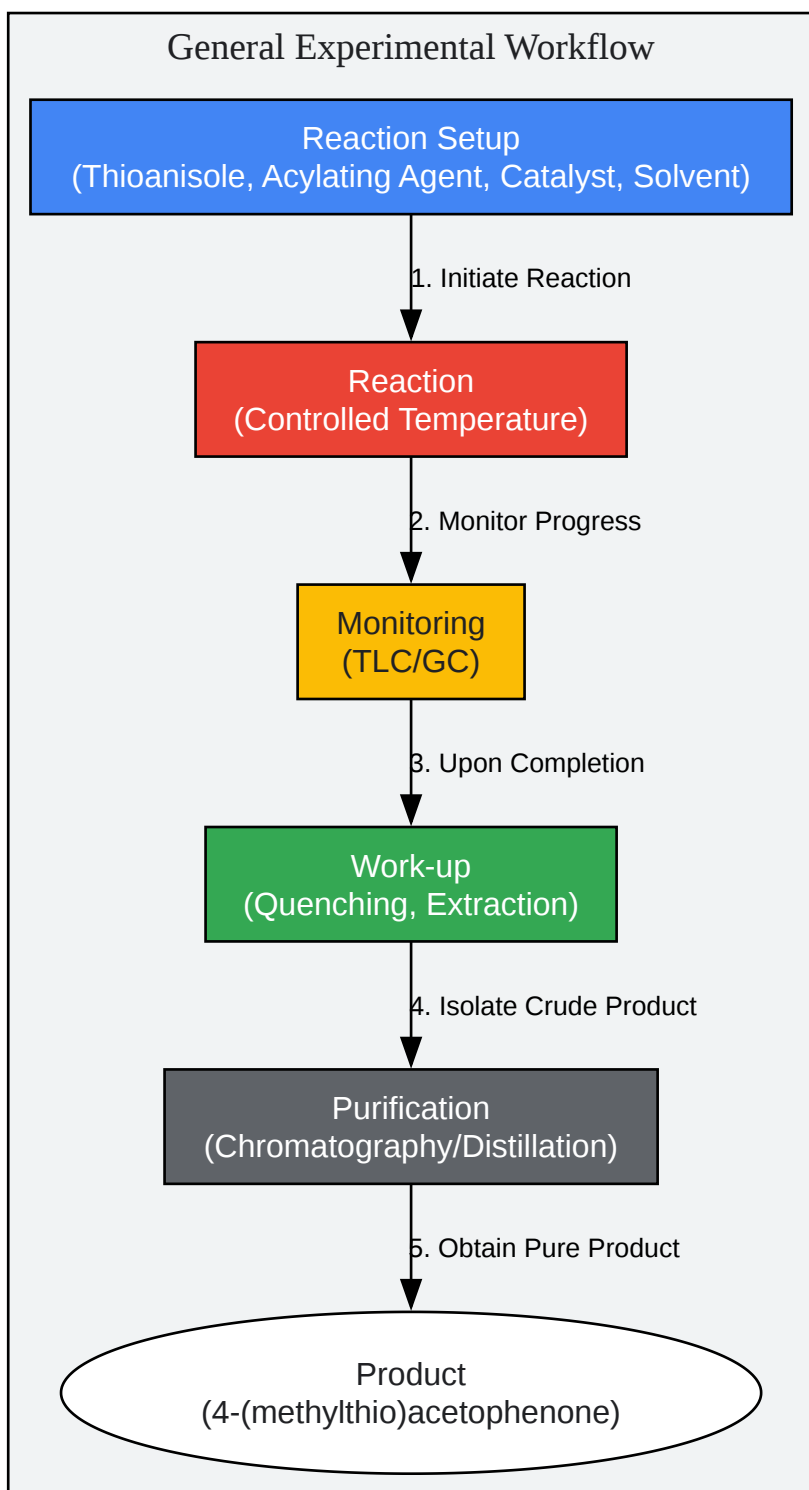 General Experimental Workflow
Reaction Setup
(Thioanisole, Acylating Agent, Catalyst, Solvent)
1. Initiate Reaction
Reaction
(Controlled Temperature)
2. Monitor Progress
Monitoring
(TLC/GC)
3. Upon Completion
Work-up
(Quenching, Extraction)
4. Isolate Crude Product
Purification
(Chromatography/Distillation)
5. Obtain Pure Product
Product
(4-(methylthio)acetophenone)